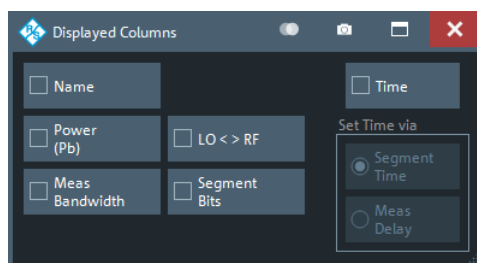 Displayed Columns
Name
Time
Power
(Pb)
LO < > RF
Set Time via
Segment
Time
Meas
Bandwidth
Segment
Bits
Meas
Delay